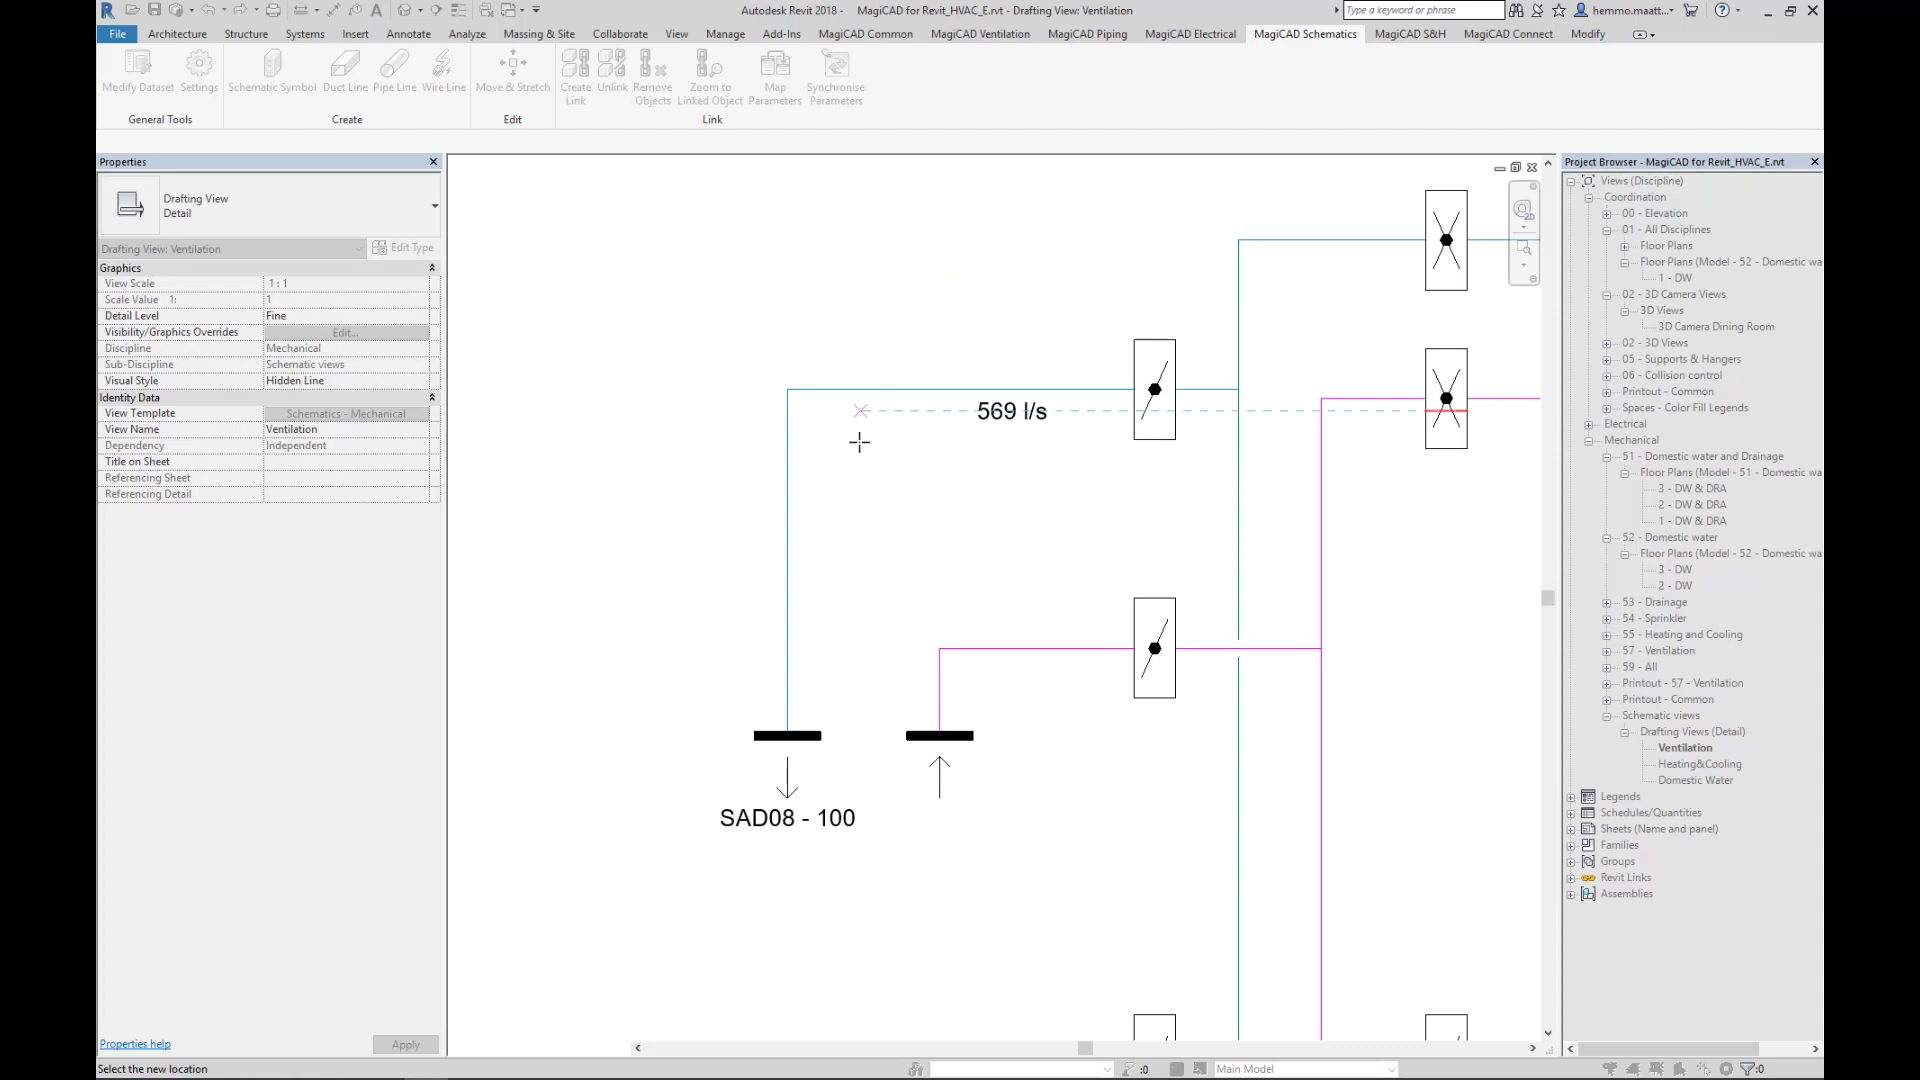 Autodesk Revit 2018 - MagiCAD for Revit_HVAC_E.rvt - Drafting View: Ventilation
Type a keyword or phrase
hemmo.maatt...
File Architecture Structure Systems Insert Annotate Analyze Massing & Site Collaborate View Manage Add-Ins MagiCAD Common MagiCAD Ventilation MagiCAD Piping MagiCAD Electrical MagiCAD Schematics MagiCAD S&H MagiCAD Connect Modify
Modify Dataset
Settings
Schematic Symbol
Duct Line
Pipe Line
Wire Line
Move & Stretch
Create Link
Unlink
Remove Objects
Zoom to Linked Object
Map Parameters
Synchronise Parameters
General Tools
Create
Edit
Link
Properties
Drafting View
Detail
Drafting View: Ventilation
Edit Type
Graphics
View Scale 1 : 1
Scale Value 1: 1
Detail Level Fine
Visibility/Graphics Overrides Edit...
Discipline Mechanical
Sub-Discipline Schematic views
Visual Style Hidden Line
Identity Data
View Template Schematics - Mechanical
View Name Ventilation
Dependency Independent
Title on Sheet
Referencing Sheet
Referencing Detail
Properties help
Apply
569 l/s
SAD08 - 100
2D
Project Browser - MagiCAD for Revit_HVAC_E.rvt
Views (Discipline)
Coordination
00 - Elevation
01 - All Disciplines
Floor Plans
Floor Plans (Model - 52 - Domestic wa
1 - DW
02 - 3D Camera Views
3D Views
3D Camera Dining Room
02 - 3D Views
05 - Supports & Hangers
06 - Collision control
Printout - Common
Spaces - Color Fill Legends
Electrical
Mechanical
51 - Domestic water and Drainage
Floor Plans (Model - 51 - Domestic wa
3 - DW & DRA
2 - DW & DRA
1 - DW & DRA
52 - Domestic water
Floor Plans (Model - 52 - Domestic wa
3 - DW
2 - DW
53 - Drainage
54 - Sprinkler
55 - Heating and Cooling
57 - Ventilation
59 - All
Printout - 57 - Ventilation
Printout - Common
Schematic views
Drafting Views (Detail)
Ventilation
Heating&Cooling
Domestic Water
Legends
Schedules/Quantities
Sheets (Name and panel)
Families
Groups
Revit Links
Assemblies
Select the new location
:0
Main Model
:0